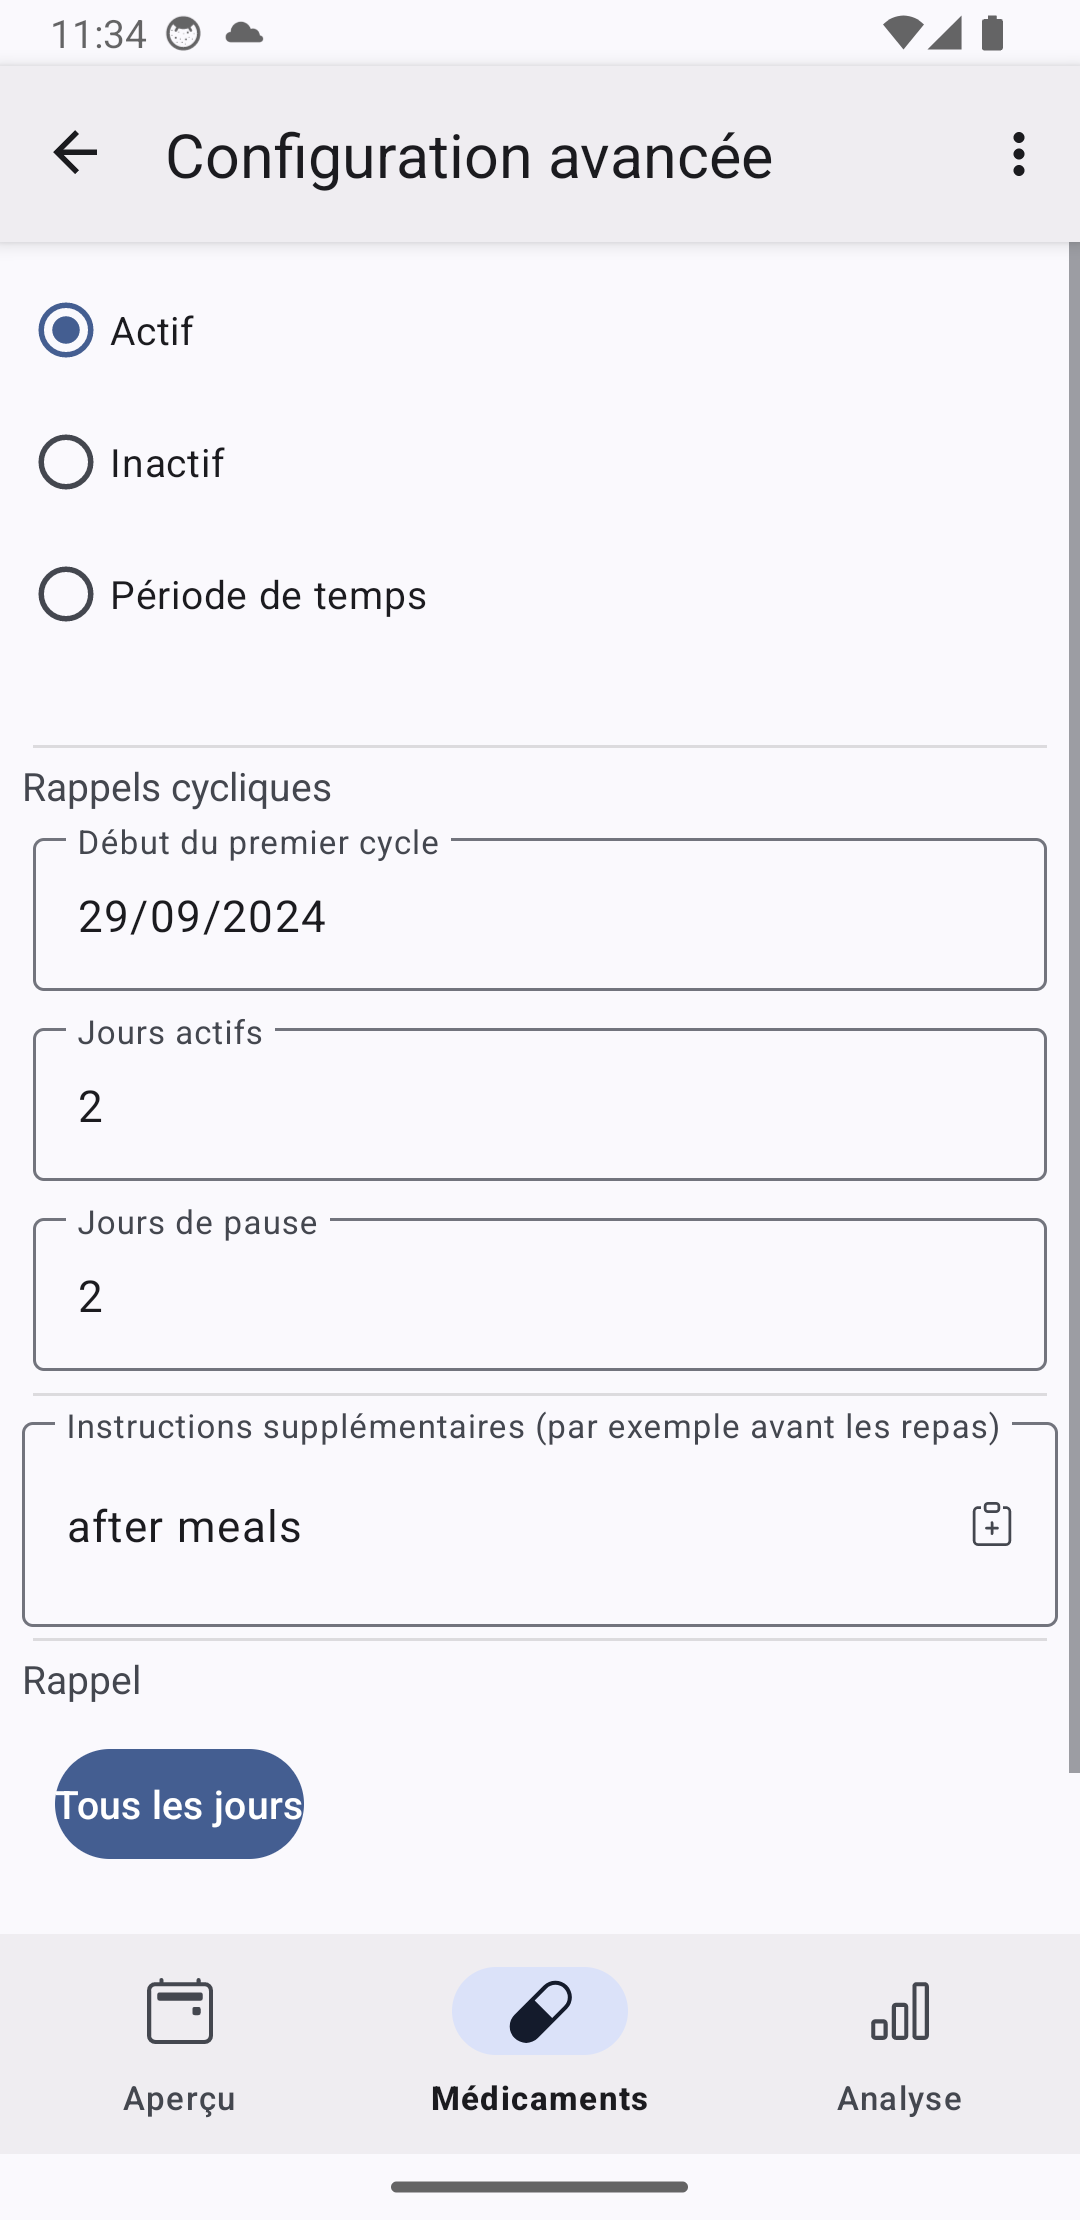 11:34
Configuration avancée
Actif
Inactif
Période de temps
Rappels cycliques
Début du premier cycle
29/09/2024
Jours actifs
2
Jours de pause
2
Instructions supplémentaires (par exemple avant les repas)
after meals
Rappel
Tous les jours
Aperçu
Médicaments
Analyse